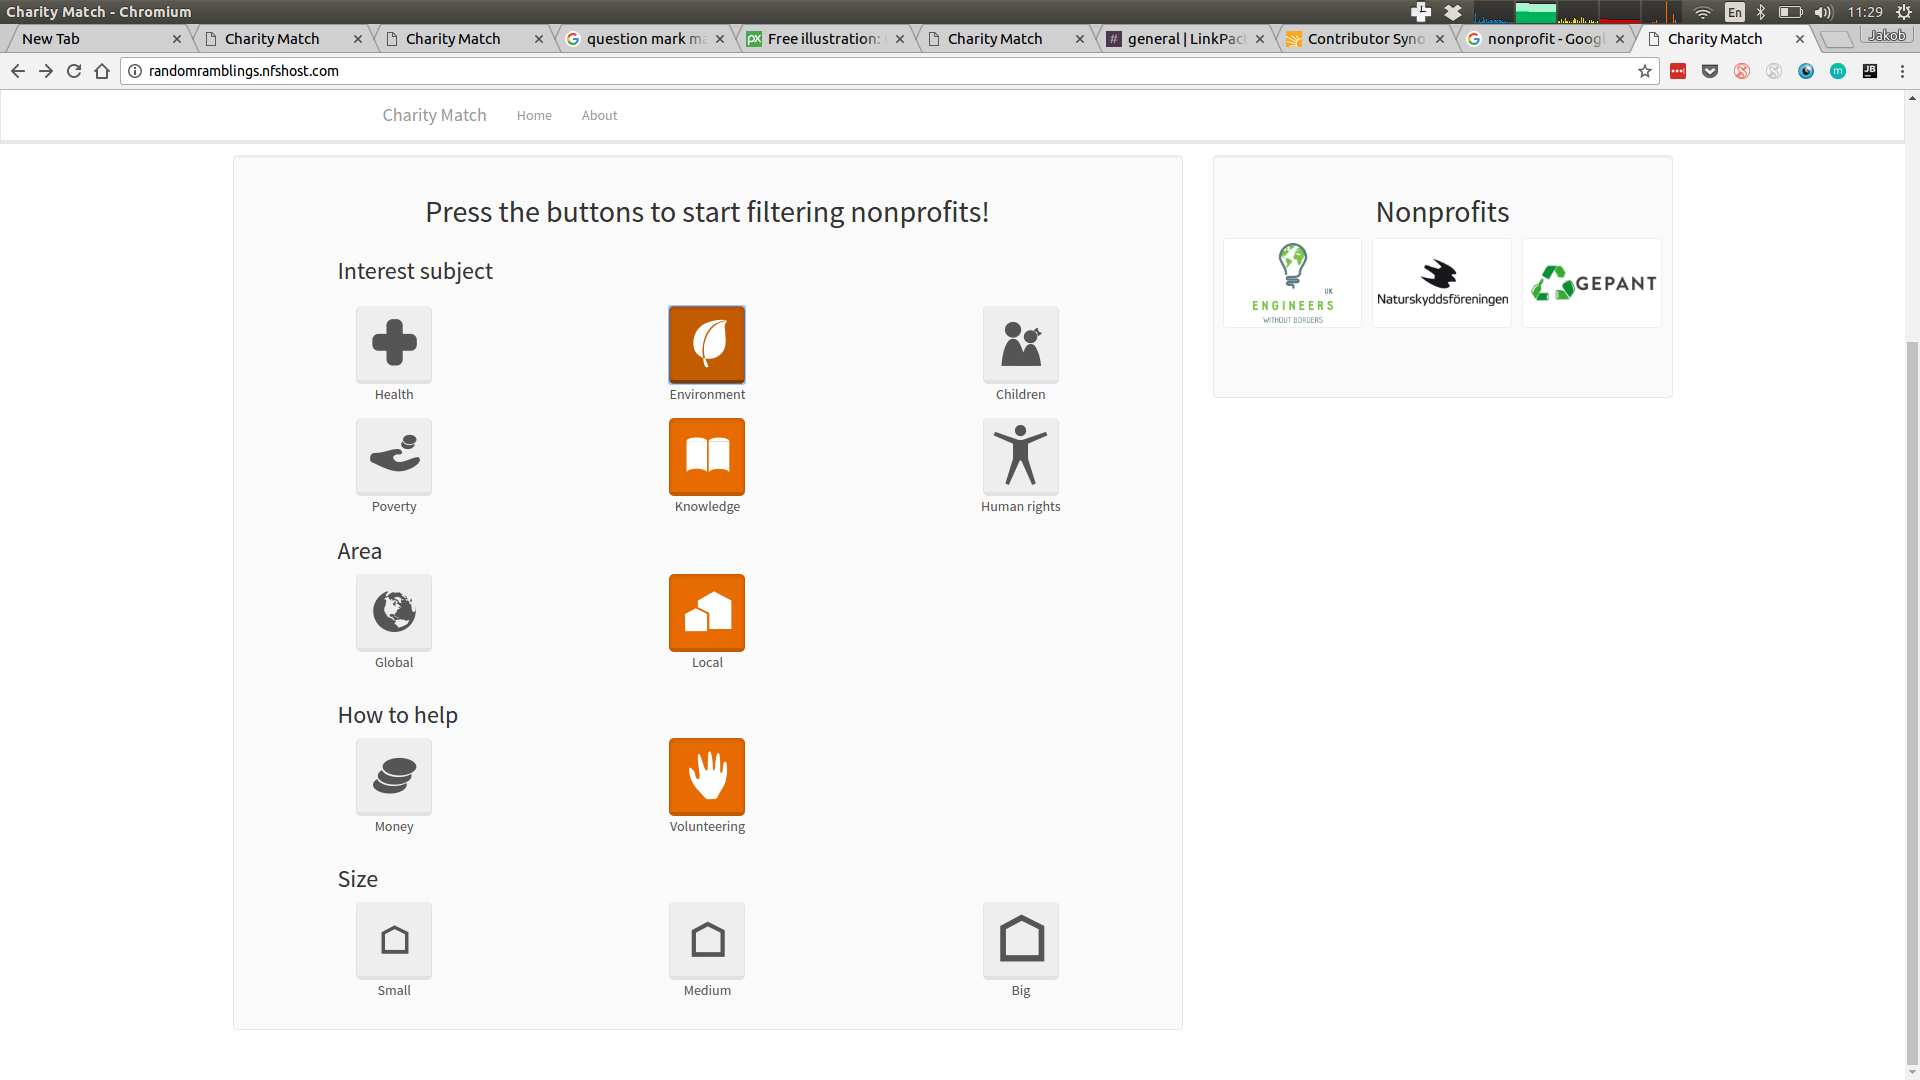 Charity Match - Chromium
En
11:29
New Tab
Charity Match
Charity Match
question mark ma
Free illustration:
Charity Match
general | LinkPac
Contributor Syno
nonprofit - Goog
Charity Match
Jakob
randomramblings.nfshost.com
Charity Match
Home
About
Press the buttons to start filtering nonprofits!
Interest subject
Health
Environment
Children
Poverty
Knowledge
Human rights
Area
Global
Local
How to help
Money
Volunteering
Size
Small
Medium
Big
Nonprofits
UK
ENGINEERS
WITHOUT BORDERS
Naturskyddsföreningen
GEPANT